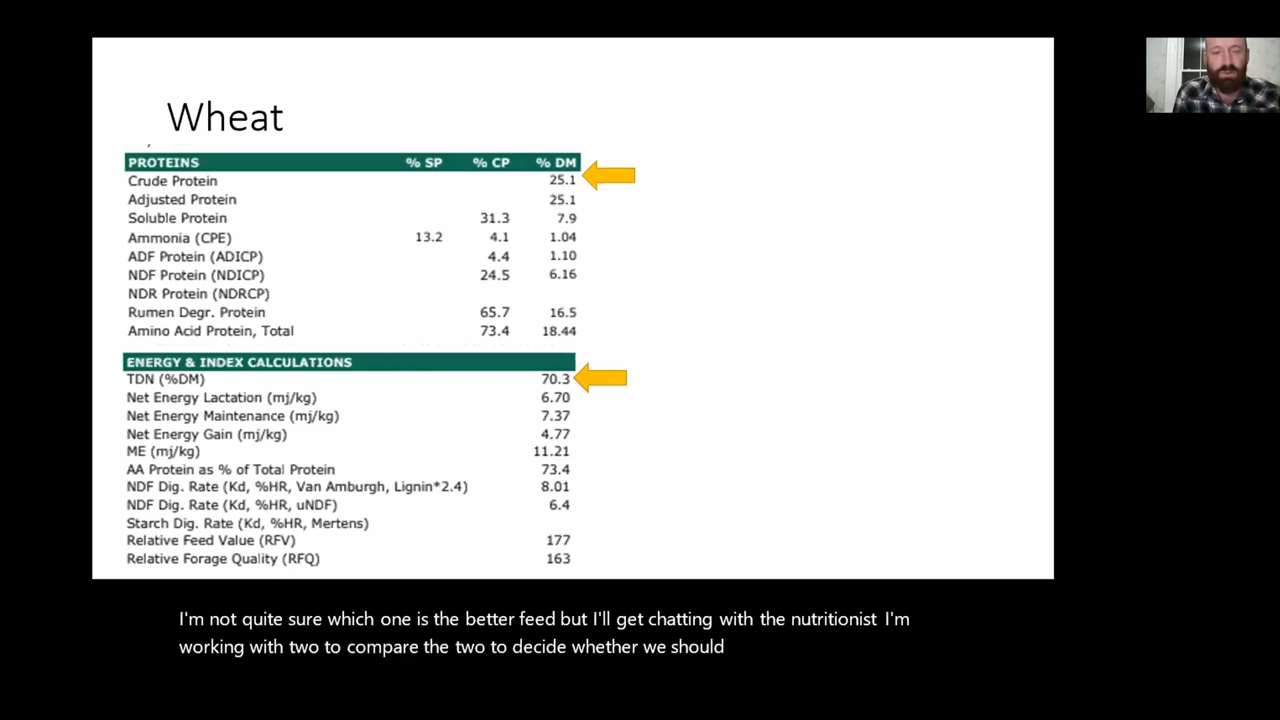 Wheat
PROTEINS % SP % CP % DM
Crude Protein 25.1
Adjusted Protein 25.1
Soluble Protein 31.3 7.9
Ammonia (CPE) 13.2 4.1 1.04
ADF Protein (ADICP) 4.4 1.10
NDF Protein (NDICP) 24.5 6.16
NDR Protein (NDRCP)
Rumen Degr. Protein 65.7 16.5
Amino Acid Protein, Total 73.4 18.44
ENERGY & INDEX CALCULATIONS
TDN (%DM) 70.3
Net Energy Lactation (mj/kg) 6.70
Net Energy Maintenance (mj/kg) 7.37
Net Energy Gain (mj/kg) 4.77
ME (mj/kg) 11.21
AA Protein as % of Total Protein 73.4
NDF Dig. Rate (Kd, %HR, Van Amburgh, Lignin*2.4) 8.01
NDF Dig. Rate (Kd, %HR, uNDF) 6.4
Starch Dig. Rate (Kd, %HR, Mertens)
Relative Feed Value (RFV) 177
Relative Forage Quality (RFQ) 163
I'm not quite sure which one is the better feed but I'll get chatting with the nutritionist I'm
working with two to compare the two to decide whether we should